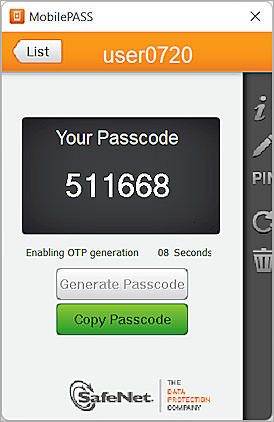 MobilePASS
List
user0720
Your Passcode
511668
Enabling OTP generation 08 Seconds
Generate Passcode
Copy Passcode
PIN
SafeNet.
THE
DATA
PROTECTION
COMPANY